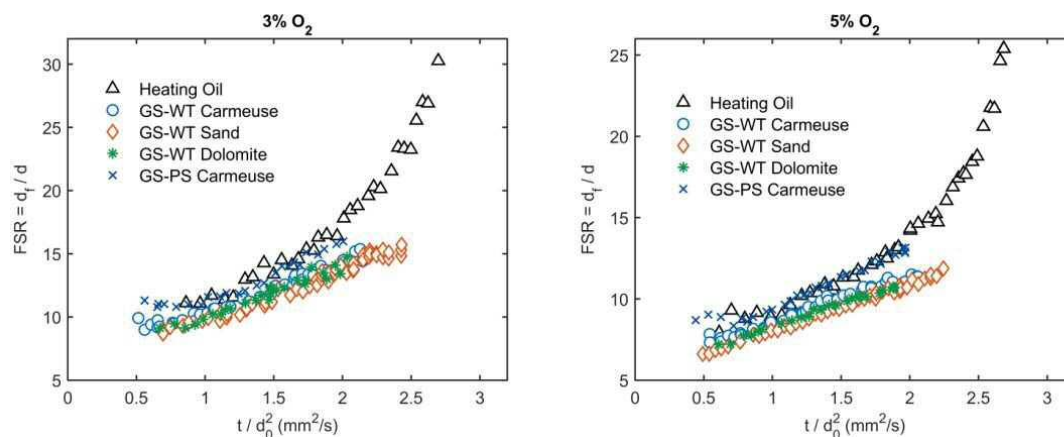 3% O2
30
25
20
15
10
5
FSR = df / d
Heating Oil
GS-WT Carmeuse
GS-WT Sand
GS-WT Dolomite
GS-PS Carmeuse
0 0.5 1 1.5 2 2.5 3
t / d0^2 (mm^2/s)
5% O2
25
20
15
10
5
FSR = df / d
Heating Oil
GS-WT Carmeuse
GS-WT Sand
GS-WT Dolomite
GS-PS Carmeuse
0 0.5 1 1.5 2 2.5 3
t / d0^2 (mm^2/s)